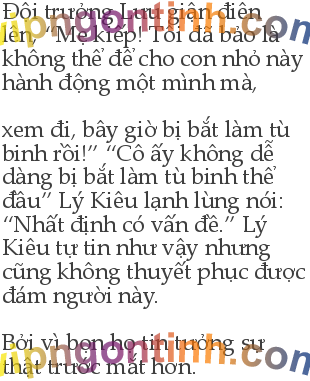 Đội trưởng Lưu giận điên
lên, “Mẹ kiếp! Tôi đã bảo là
không thể để cho con nhỏ này
hành động một mình mà,

xem đi, bây giờ bị bắt làm tù
binh rồi!” “Cô ấy không dễ
dàng bị bắt làm tù binh thế
đâu” Lý Kiêu lạnh lùng nói:
“Nhất định có vấn đề.” Lý
Kiêu tự tin như vậy nhưng
cũng không thuyết phục được
đám người này.

Bởi vì bọn họ tin tưởng sự
thật trước mắt hơn.
vipngontinh.com
vipngontinh.com